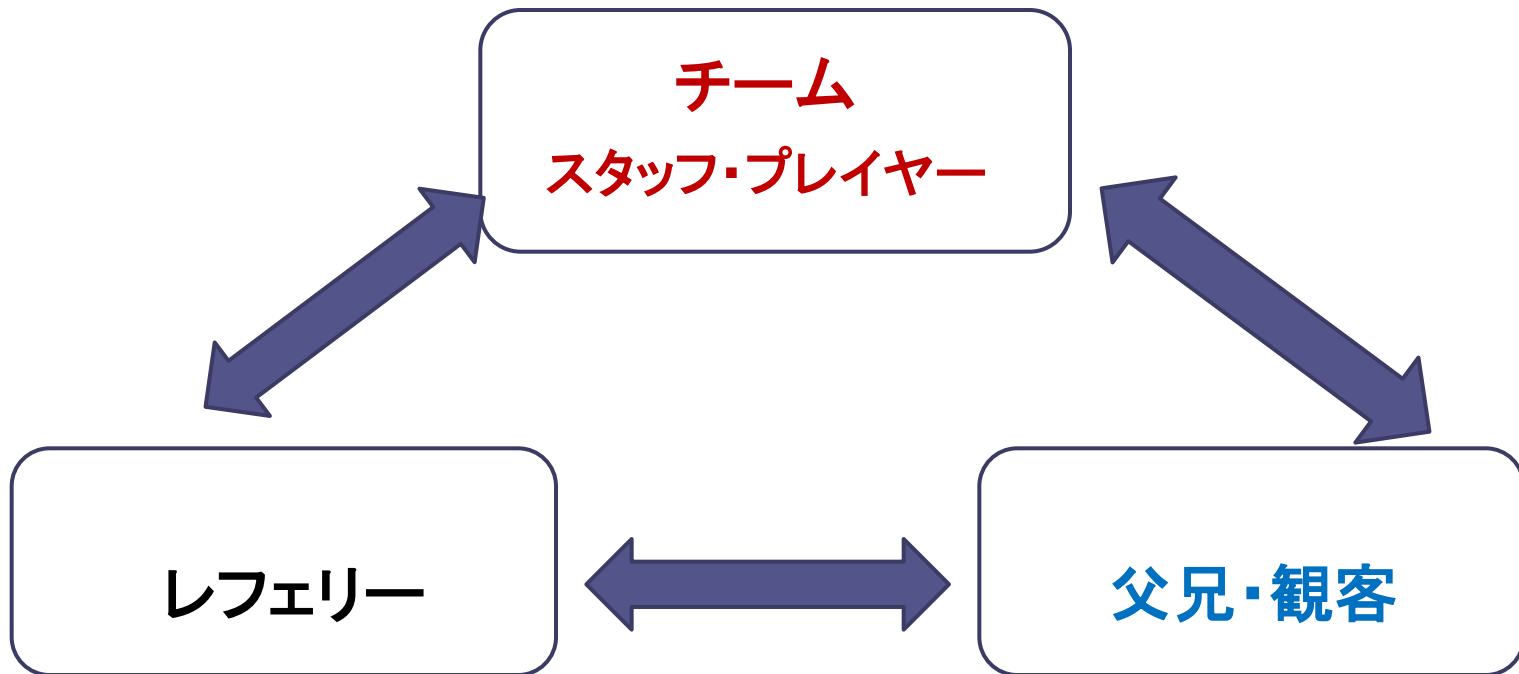 チーム
スタッフ・プレイヤー
レフェリー
父兄・観客